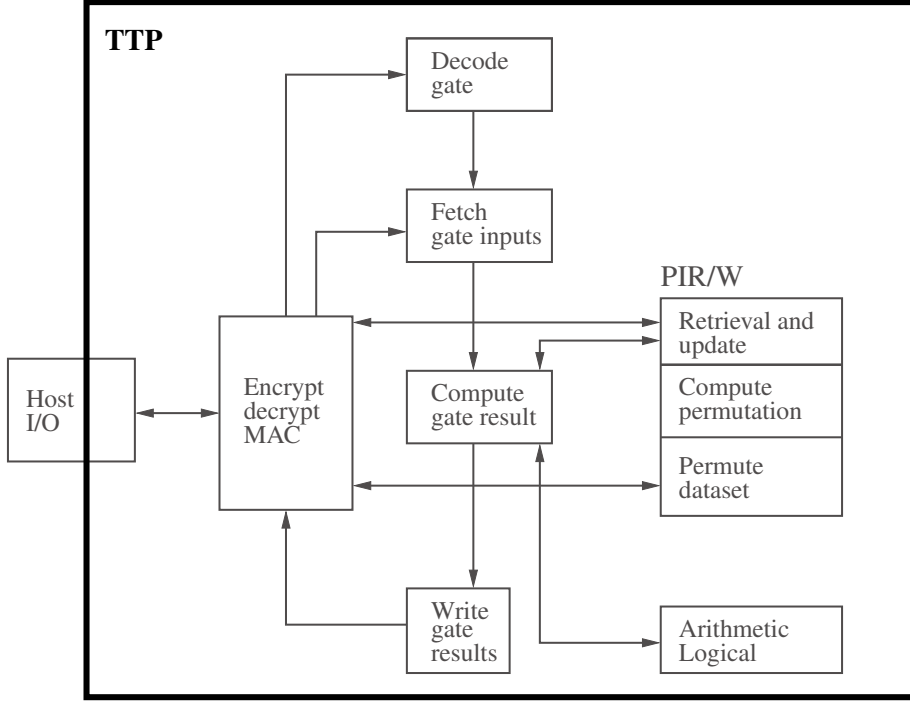 TTP
Decode
gate
Fetch
gate inputs
PIR/W
Retrieval and
update
Host
I/O
Encrypt
decrypt
MAC
Compute
gate result
Compute
permutation
Permute
dataset
Write
gate
results
Arithmetic
Logical